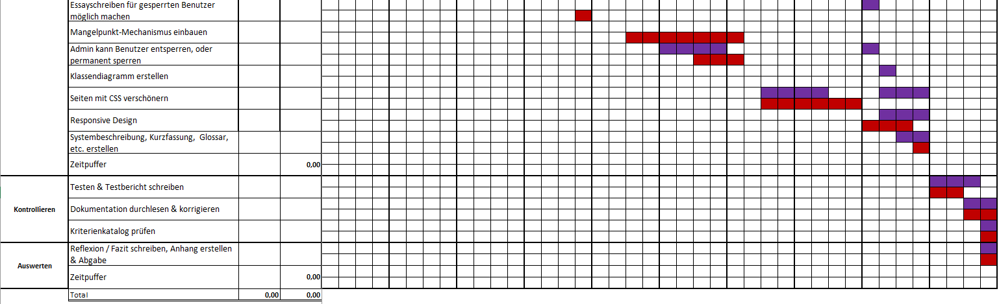 Essayschreiben für gesperrten Benutzer
möglich machen
Mangelpunkt-Mechanismus einbauen
Admin kann Benutzer entsperren, oder
permanent sperren
Klassendiagramm erstellen
Seiten mit CSS verschönern
Responsive Design
Systembeschreibung, Kurzfassung, Glossar,
etc. erstellen
Zeitpuffer 0,00
Kontrollieren
Testen & Testbericht schreiben
Dokumentation durchlesen & korrigieren
Kriterienkatalog prüfen
Auswerten
Reflexion / Fazit schreiben, Anhang erstellen
& Abgabe
Zeitpuffer 0,00
Total 0,00 0,00